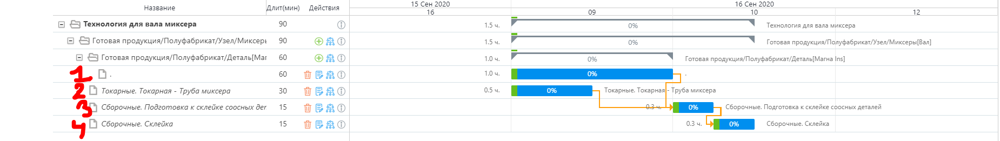 Название Длит(мин) Действия 15 Сен 2020 16 Сен 2020
16 09 10 12
Технология для вала миксера 90 1.5 ч. 0% Технология для вала миксера
Готовая продукция/Полуфабрикат/Узел/Миксеры 90 1.5 ч. 0% Готовая продукция/Полуфабрикат/Узел/Миксеры[Вал]
Готовая продукция/Полуфабрикат/Деталь[Маг 60 1.0 ч. 0% Готовая продукция/Полуфабрикат/Деталь[Магна Ins]
1 . 60 1.0 ч. 0% .
2 Токарные. Токарная - Труба миксера 30 0.5 ч. 0% Токарные. Токарная - Труба миксера
3 Сборочные. Подготовка к склейке соосных дет 15 0.3 ч. 0% Сборочные. Подготовка к склейке соосных деталей
4 Сборочные. Склейка 15 0.3 ч. 0% Сборочные. Склейка